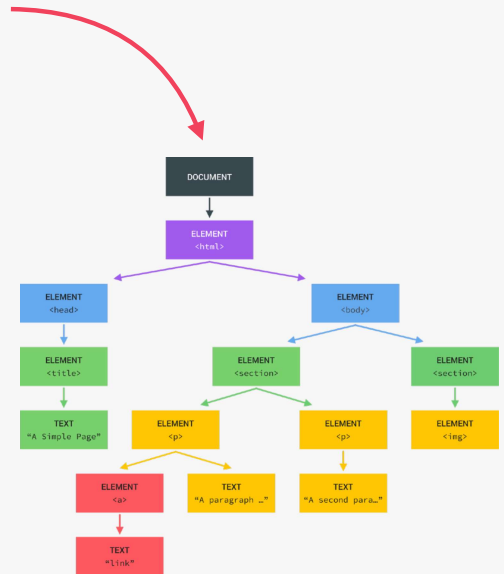 DOCUMENT
ELEMENT
<html>
ELEMENT
<head>
ELEMENT
<body>
ELEMENT
<title>
ELEMENT
<section>
ELEMENT
<section>
TEXT
"A Simple Page"
ELEMENT
<p>
ELEMENT
<p>
ELEMENT
<img>
ELEMENT
<a>
TEXT
"A paragraph …"
TEXT
"A second para…"
TEXT
"link"